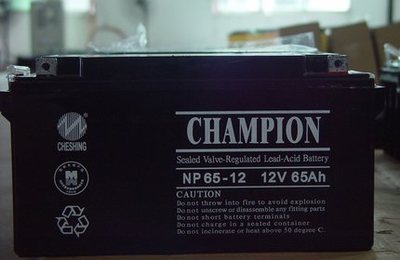 CHAMPION
CHESHING
Sealed Valve-Regulated Lead-Acid Battery
NP 65-12 12V 65Ah
CAUTION
Do not throw into fire to avoid explosion
Do not unscrew or disassemble any fitting parts
Do not short battery terminals
Do not charge in a sealed container
Do not incinerate or heat above 50 degree C.